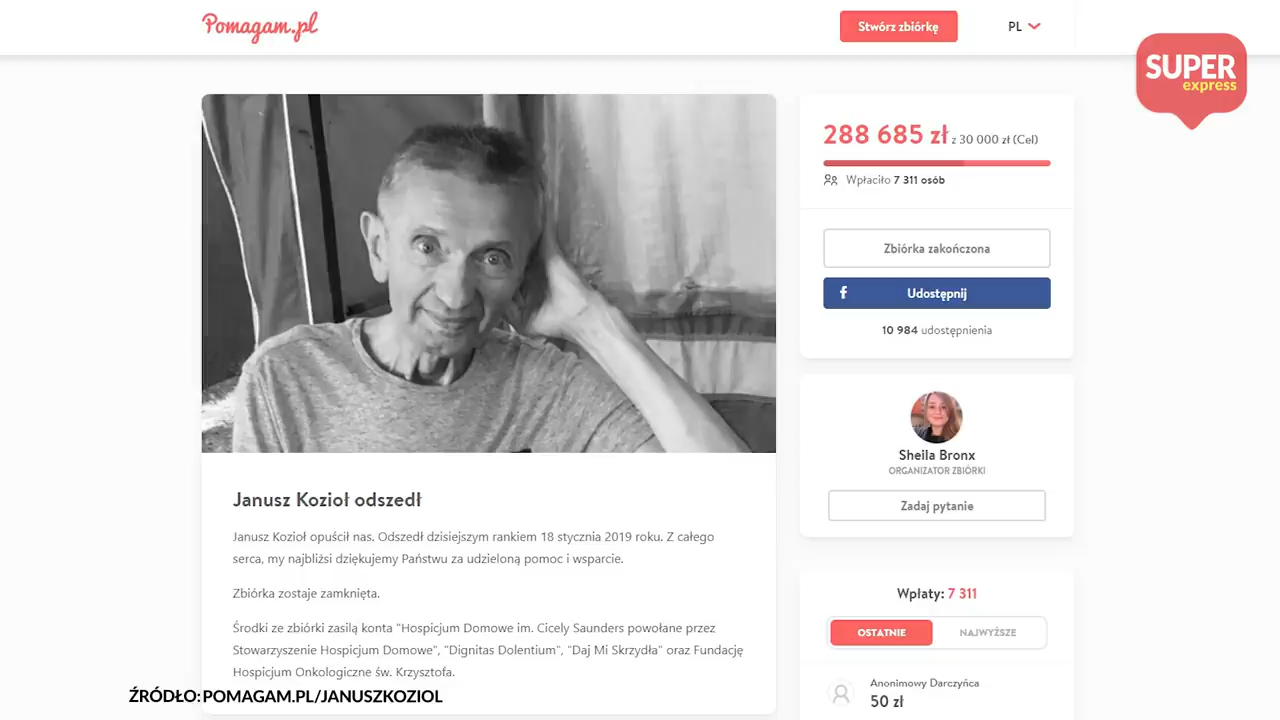 Pomagam.pl
Stwórz zbiórkę
PL
SUPER
express
288 685 zł z 30 000 zł (Cel)
Wpłaciło 7 311 osób
Zbiórka zakończona
f Udostępnij
10 984 udostępnienia
Sheila Bronx
ORGANIZATOR ZBIÓRKI
Zadaj pytanie
Janusz Kozioł odszedł
Janusz Kozioł opuścił nas. Odszedł dzisiejszym rankiem 18 stycznia 2019 roku. Z całego
serca, my najbliżsi dziękujemy Państwu za udzieloną pomoc i wsparcie.
Zbiórka zostaje zamknięta.
Środki ze zbiórki zasilą konta "Hospicjum Domowe im. Cicely Saunders powołane przez
Stowarzyszenie Hospicjum Domowe", "Dignitas Dolentium", "Daj Mi Skrzydła" oraz Fundację
Hospicjum Onkologiczne św. Krzysztofa.
Wpłaty: 7 311
OSTATNIE
NAJWYŻSZE
Anonimowy Darczyńca
50 zł
ŹRÓDŁO: POMAGAM.PL/JANUSZKOZIOL